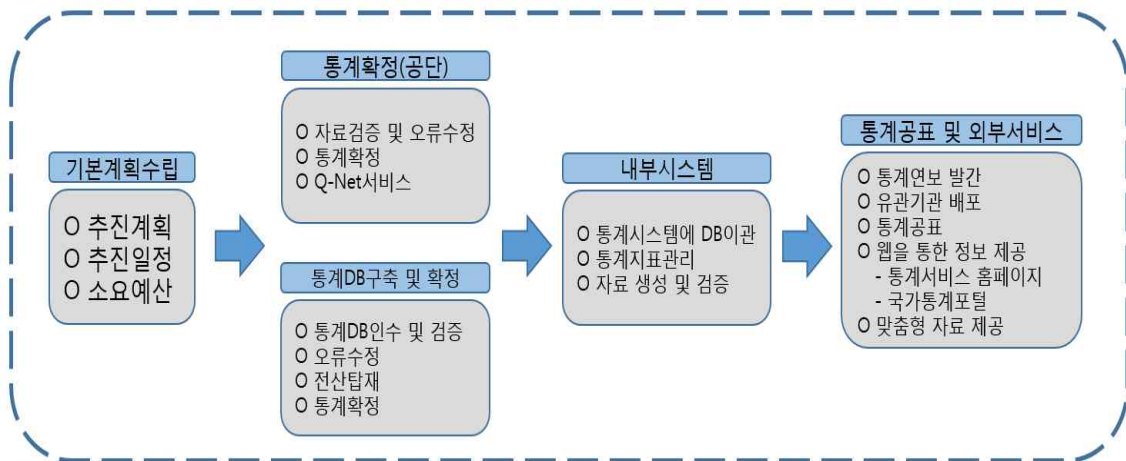 기본계획수립
O 추진계획
O 추진일정
O 소요예산
통계확정(공단)
O 자료검증 및 오류수정
O 통계확정
O Q-Net서비스
통계DB구축 및 확정
O 통계DB인수 및 검증
O 오류수정
O 전산탑재
O 통계확정
내부시스템
O 통계시스템에 DB이관
O 통계지표관리
O 자료 생성 및 검증
통계공표 및 외부서비스
O 통계연보 발간
O 유관기관 배포
O 통계공표
O 웹을 통한 정보 제공
- 통계서비스 홈페이지
- 국가통계포털
O 맞춤형 자료 제공